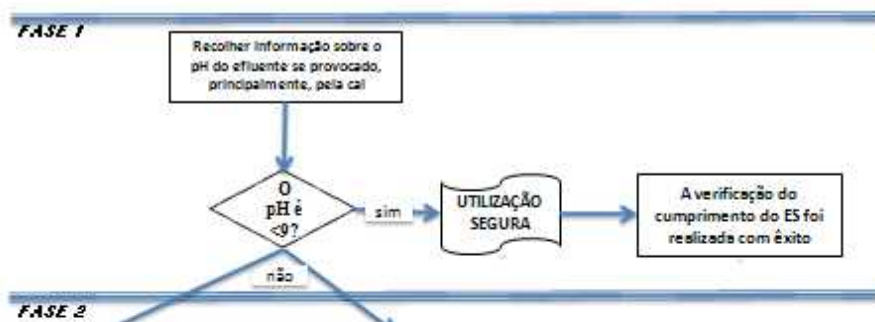 FASE 1
Recolher informação sobre o
pH do efluente se provocado,
principalmente, pela cal
O
pH é
<9?
sim
UTILIZAÇÃO
SEGURA
A verificação do
cumprimento do ES foi
realizada com êxito
não
FASE 2